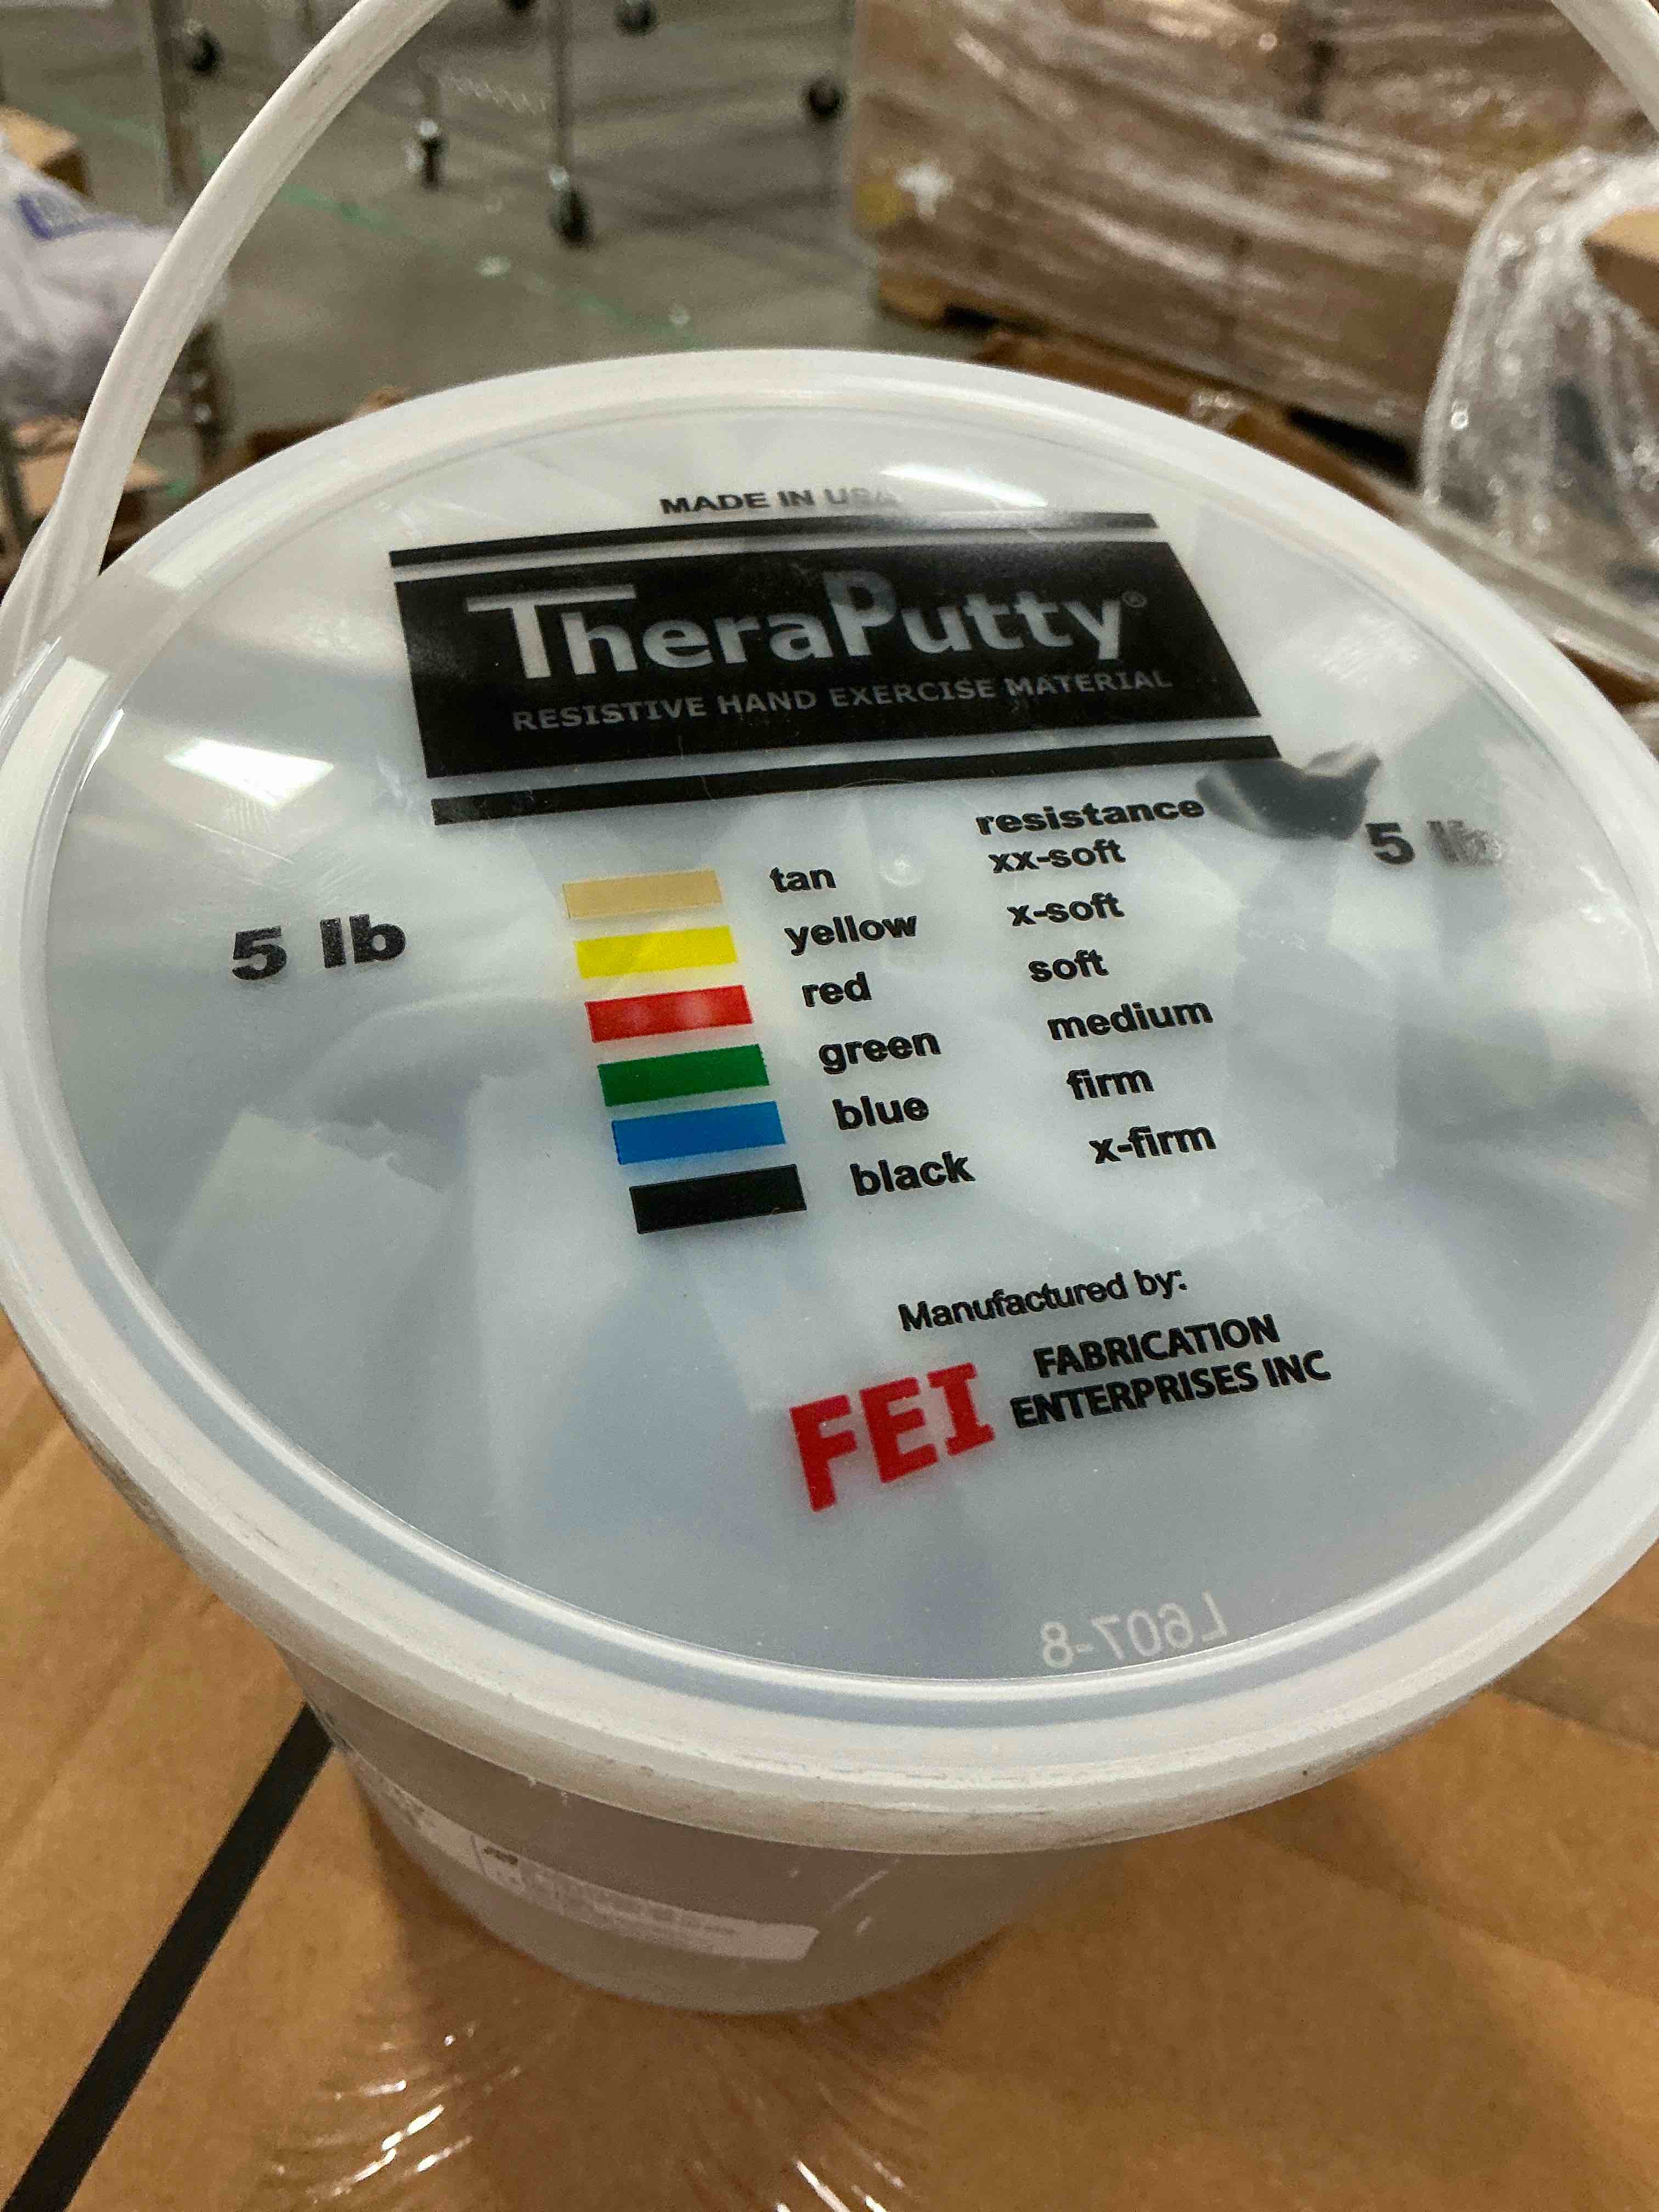 MADE IN USA
TheraPutty®
RESISTIVE HAND EXERCISE MATERIAL
resistance
tan xx-soft
yellow x-soft
red soft
green medium
blue firm
black x-firm
5 lb
5 lb
Manufactured by:
FEI FABRICATION
ENTERPRISES INC
L607-8